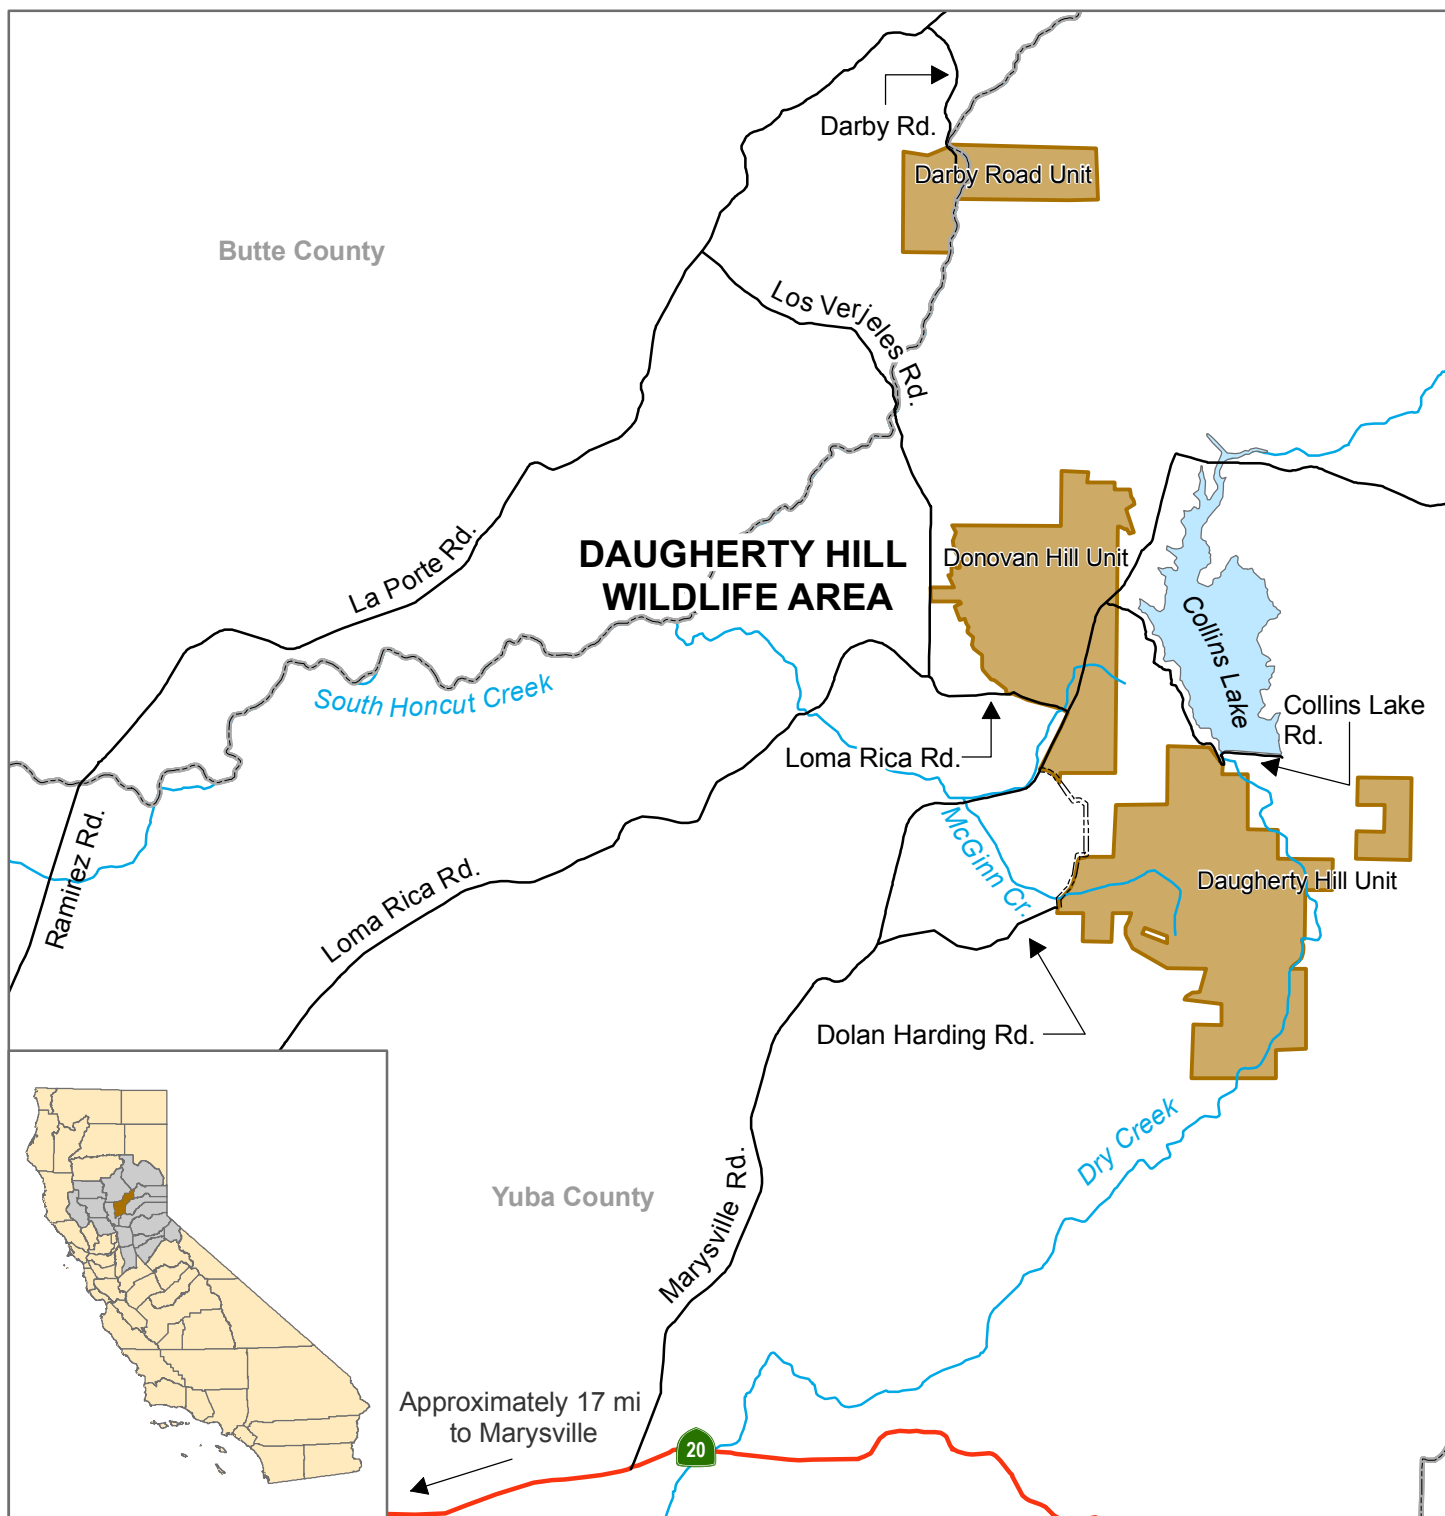 Darby Rd.
Darby Road Unit
Butte County
Los Verjeles Rd.
La Porte Rd.
DAUGHERTY HILL
WILDLIFE AREA
Donovan Hill Unit
Collins Lake
South Honcut Creek
Collins Lake
Rd.
Loma Rica Rd.
Ramirez Rd.
McGinn Cr.
Loma Rica Rd.
Daugherty Hill Unit
Dolan Harding Rd.
Dry Creek
Yuba County
Marysville Rd.
Approximately 17 mi
to Marysville
20